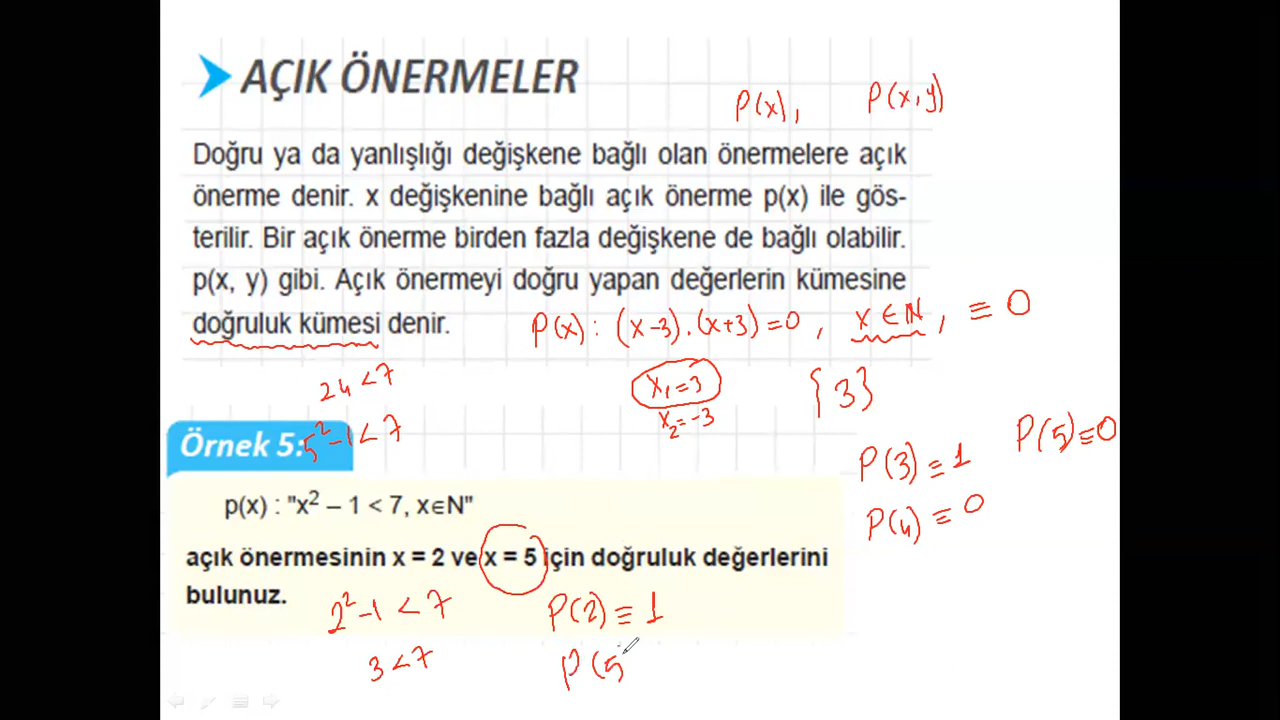 AÇIK ÖNERMELER
P(x), P(x,y)
Doğru ya da yanlışlığı değişkene bağlı olan önermelere açık
önerme denir. x değişkenine bağlı açık önerme p(x) ile gös-
terilir. Bir açık önerme birden fazla değişkene de bağlı olabilir.
p(x, y) gibi. Açık önermeyi doğru yapan değerlerin kümesine
doğruluk kümesi denir.
P(x) : (x-3).(x+3)=0 , x∈N , ≡ 0
x₁=3
x₂=-3
{3}
24<7
5²-1<7
P(3)≡1
P(5)≡0
P(4)≡0
Örnek 5:
p(x) : "x² – 1 < 7, x∈N"
açık önermesinin x = 2 ve x = 5 için doğruluk değerlerini
bulunuz.
2²-1<7
3<7
P(2)≡1
P(5